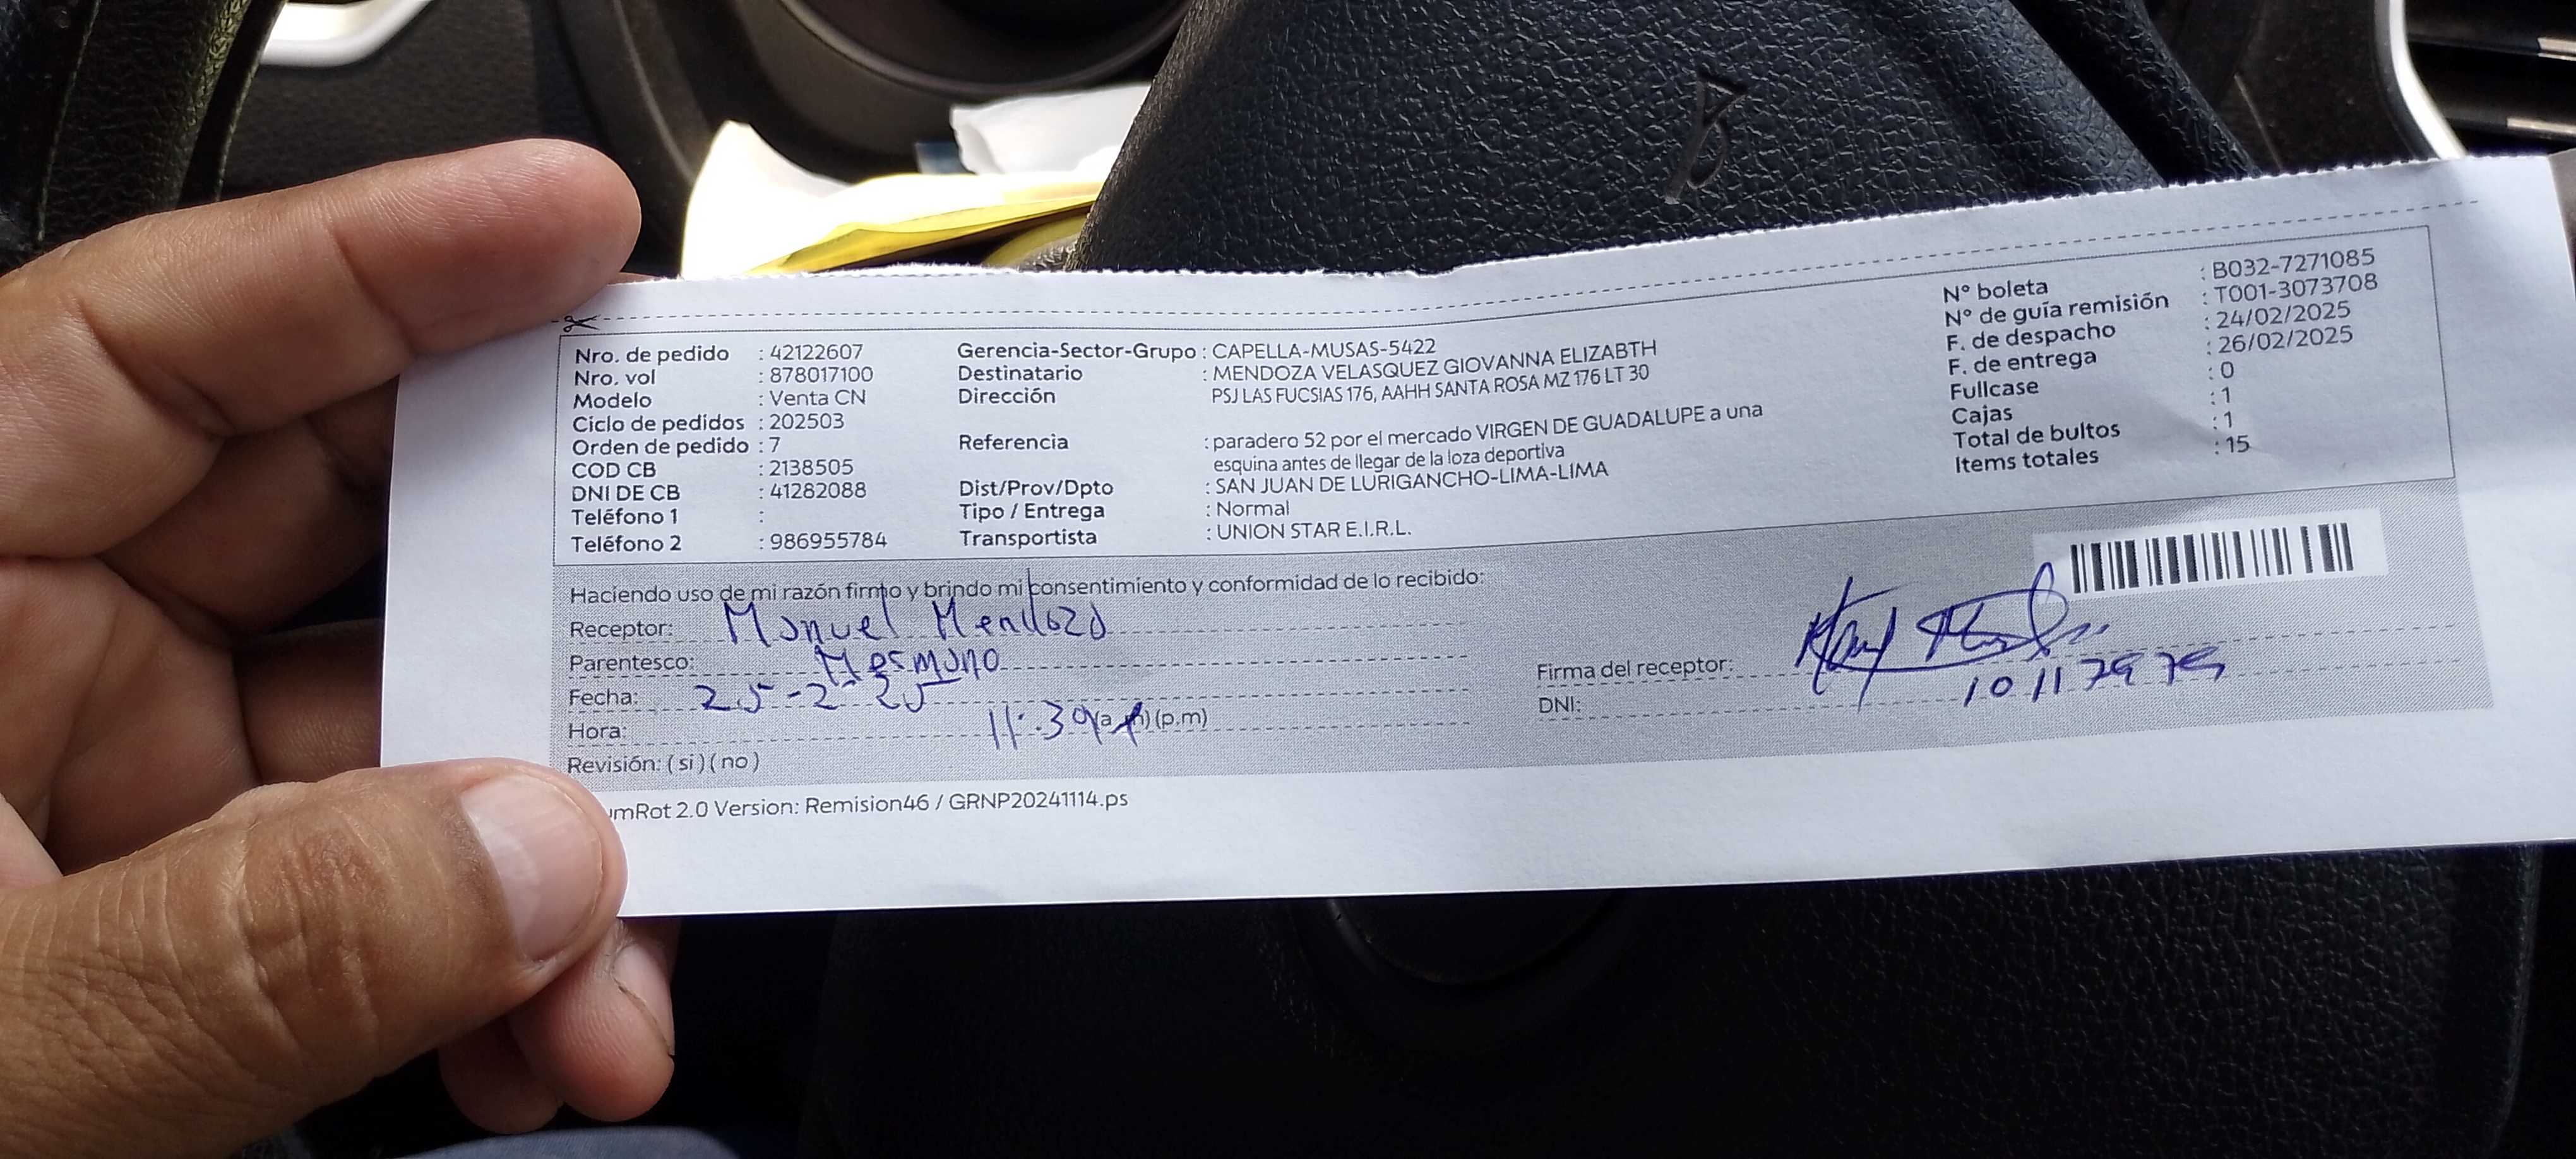 Nro. de pedido : 42122607
Nro. vol : 878017100
Modelo : Venta CN
Ciclo de pedidos : 202503
Orden de pedido : 7
COD CB : 2138505
DNI DE CB : 41282088
Teléfono 1 :
Teléfono 2 : 986955784
Gerencia-Sector-Grupo : CAPELLA-MUSAS-5422
Destinatario : MENDOZA VELASQUEZ GIOVANNA ELIZABTH
Dirección PSJ LAS FUCSIAS 176, AAHH SANTA ROSA MZ 176 LT 30
Referencia : paradero 52 por el mercado VIRGEN DE GUADALUPE a una
esquina antes de llegar de la loza deportiva
Dist/Prov/Dpto : SAN JUAN DE LURIGANCHO-LIMA-LIMA
Tipo / Entrega : Normal
Transportista : UNION STAR E.I.R.L.
N° boleta : B032-7271085
N° de guía remisión : T001-3073708
F. de despacho : 24/02/2025
F. de entrega : 26/02/2025
Fullcase : 0
Cajas : 1
Total de bultos : 1
Items totales : 15
Haciendo uso de mi razón firmo y brindo mi consentimiento y conformidad de lo recibido:
Receptor: Manuel Mendoza
Parentesco: Hermano
Fecha: 25-2-25
Hora: 11:39 (a.m) (p.m)
Revisión: ( si ) ( no )
Firma del receptor:
DNI: 10117979
umRot 2.0 Version: Remision46 / GRNP20241114.ps